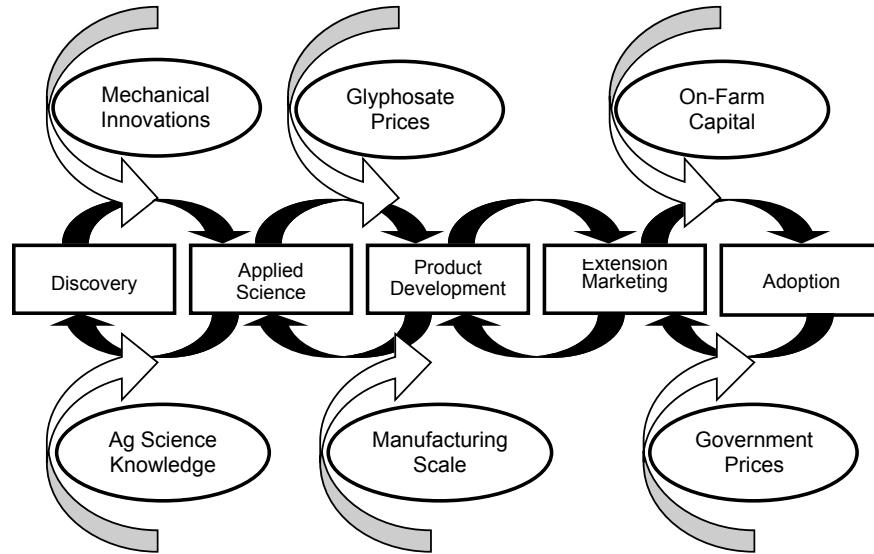 Mechanical
Innovations
Glyphosate
Prices
On-Farm
Capital
Discovery
Applied
Science
Product
Development
Extension
Marketing
Adoption
Ag Science
Knowledge
Manufacturing
Scale
Government
Prices